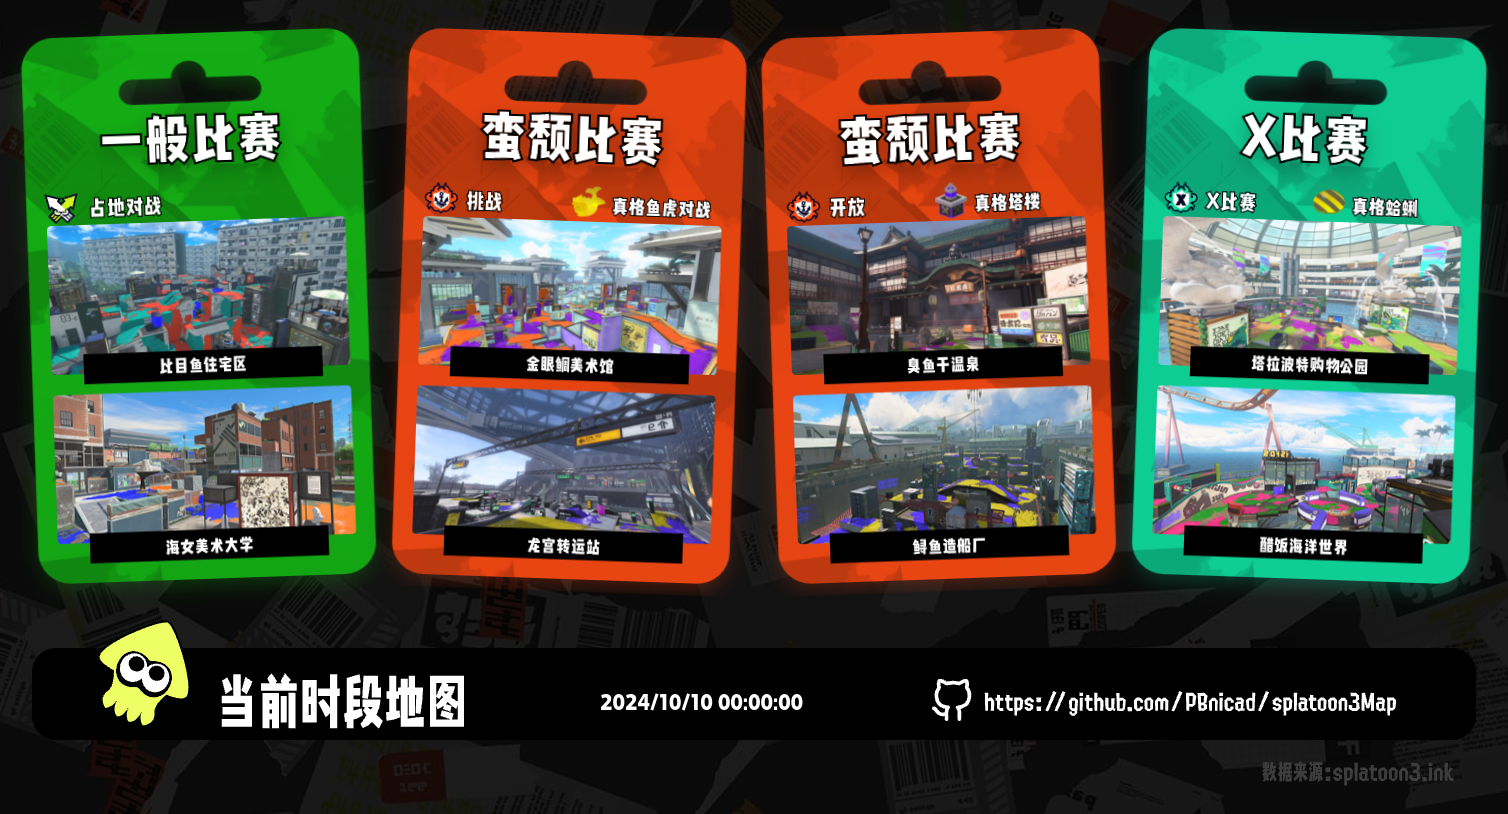 一般比赛
占地对战
比目鱼住宅区
海女美术大学
蛮颓比赛
挑战
真格鱼虎对战
金眼鲷美术馆
龙宫转运站
蛮颓比赛
开放
真格塔楼
臭鱼干温泉
鲟鱼造船厂
X比赛
X比赛
真格蛤蜊
塔拉波特购物公园
醋饭海洋世界
当前时段地图
2024/10/10 00:00:00
https://github.com/PBnicad/splatoon3Map
数据来源:splatoon3.ink